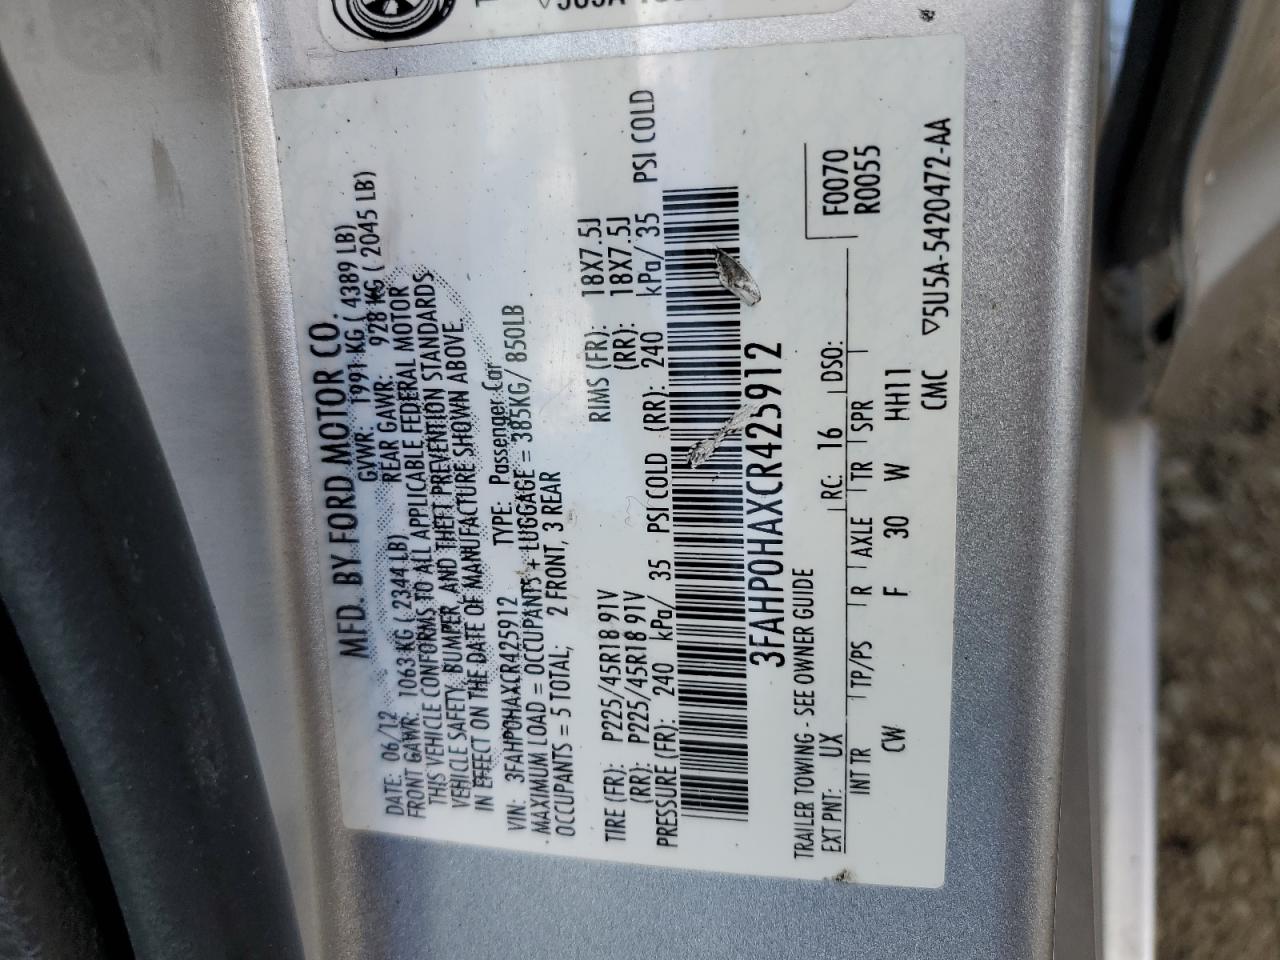 MFD. BY FORD MOTOR CO.
DATE: 06/12 GVWR: 1991 KG ( 4389 LB)
FRONT GAWR: 1063 KG ( 2344 LB) REAR GAWR: 928 KG ( 2045 LB)
THIS VEHICLE CONFORMS TO ALL APPLICABLE FEDERAL MOTOR
VEHICLE SAFETY, BUMPER, AND THEFT PREVENTION STANDARDS
IN EFFECT ON THE DATE OF MANUFACTURE SHOWN ABOVE.
VIN: 3FAHP0HAXCR425912 TYPE: Passenger Car
MAXIMUM LOAD = OCCUPANTS + LUGGAGE = 385KG/ 850LB
OCCUPANTS = 5 TOTAL; 2 FRONT, 3 REAR
TIRE (FR): P225/45R18 91V RIMS (FR): 18X7.5J
(RR): P225/45R18 91V (RR): 18X7.5J
PRESSURE (FR): 240 kPa/ 35 PSI COLD (RR): 240 kPa/ 35 PSI COLD
3FAHP0HAXCR425912
TRAILER TOWING - SEE OWNER GUIDE F0070
EXT PNT: UX RC: 16 DSO: R0055
INT TR TP/PS R AXLE TR SPR
CW F 30 W HH11
CMC ▽5U5A-5420472-AA